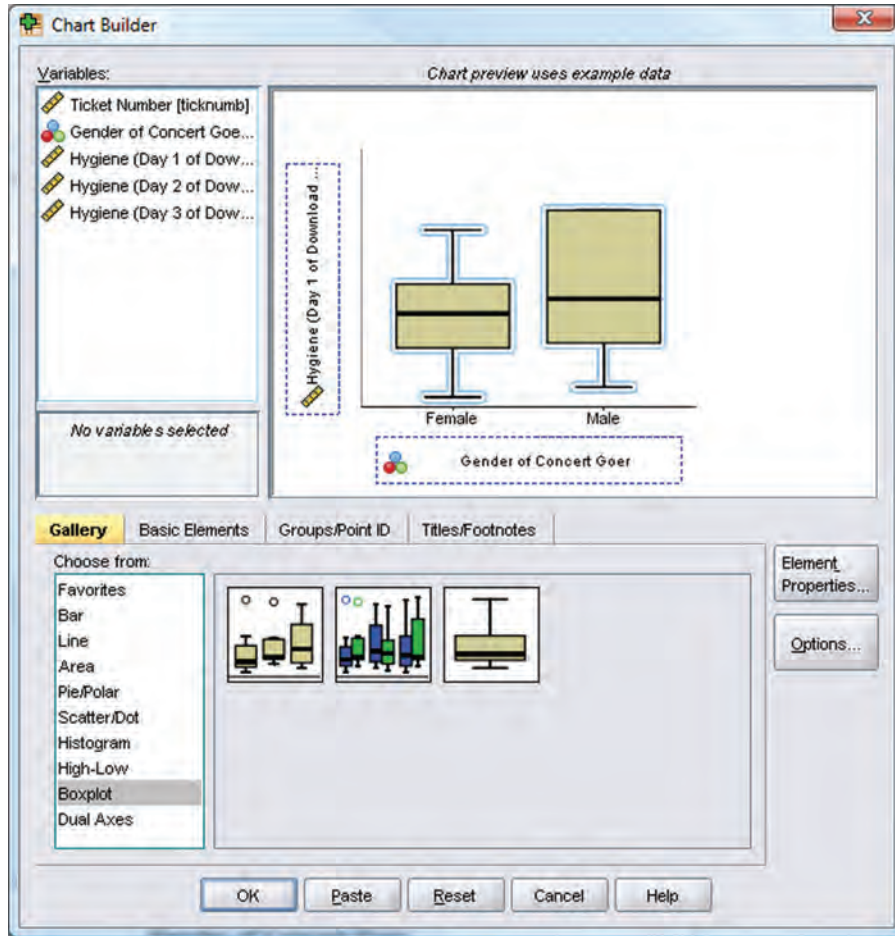 Chart Builder
Variables:
Chart preview uses example data
Ticket Number [ticknumb]
Gender of Concert Goe...
Hygiene (Day 1 of Dow...
Hygiene (Day 2 of Dow...
Hygiene (Day 3 of Dow...
No variables selected
Hygiene (Day 1 of Download ...
Female Male
Gender of Concert Goer
Gallery Basic Elements Groups/Point ID Titles/Footnotes
Choose from:
Favorites
Bar
Line
Area
Pie/Polar
Scatter/Dot
Histogram
High-Low
Boxplot
Dual Axes
Element
Properties...
Options...
OK Paste Reset Cancel Help